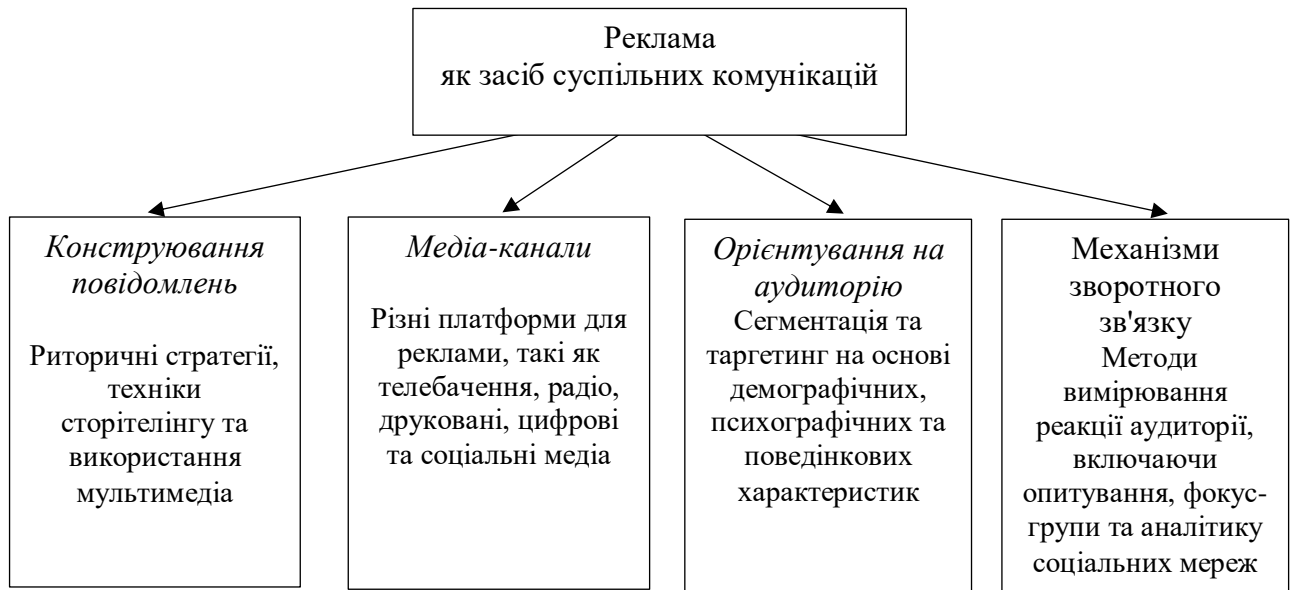 Реклама
як засіб суспільних комунікацій
Конструювання
повідомлень
Риторичні стратегії,
техніки
сторітелінгу та
використання
мультимедіа
Медіа-канали
Різні платформи для
реклами, такі як
телебачення, радіо,
друковані, цифрові
та соціальні медіа
Орієнтування на
аудиторію
Сегментація та
таргетинг на основі
демографічних,
психографічних та
поведінкових
характеристик
Механізми
зворотного
зв'язку
Методи
вимірювання
реакції аудиторії,
включаючи
опитування, фокус-
групи та аналітику
соціальних мереж